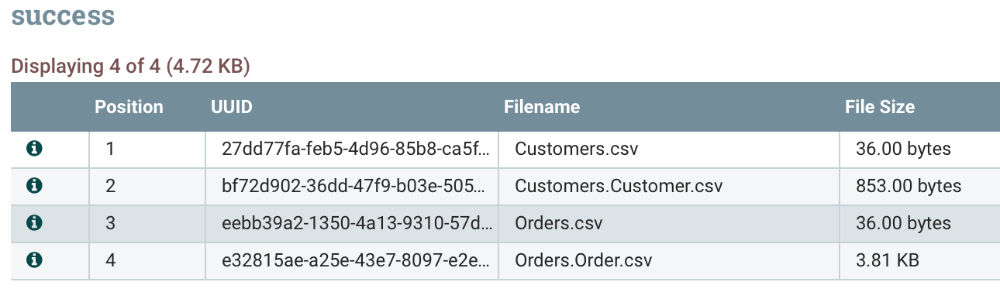 success
Displaying 4 of 4 (4.72 KB)
Position UUID Filename File Size
1 27dd77fa-feb5-4d96-85b8-ca5f... Customers.csv 36.00 bytes
2 bf72d902-36dd-47f9-b03e-505... Customers.Customer.csv 853.00 bytes
3 eebb39a2-1350-4a13-9310-57d... Orders.csv 36.00 bytes
4 e32815ae-a25e-43e7-8097-e2e... Orders.Order.csv 3.81 KB